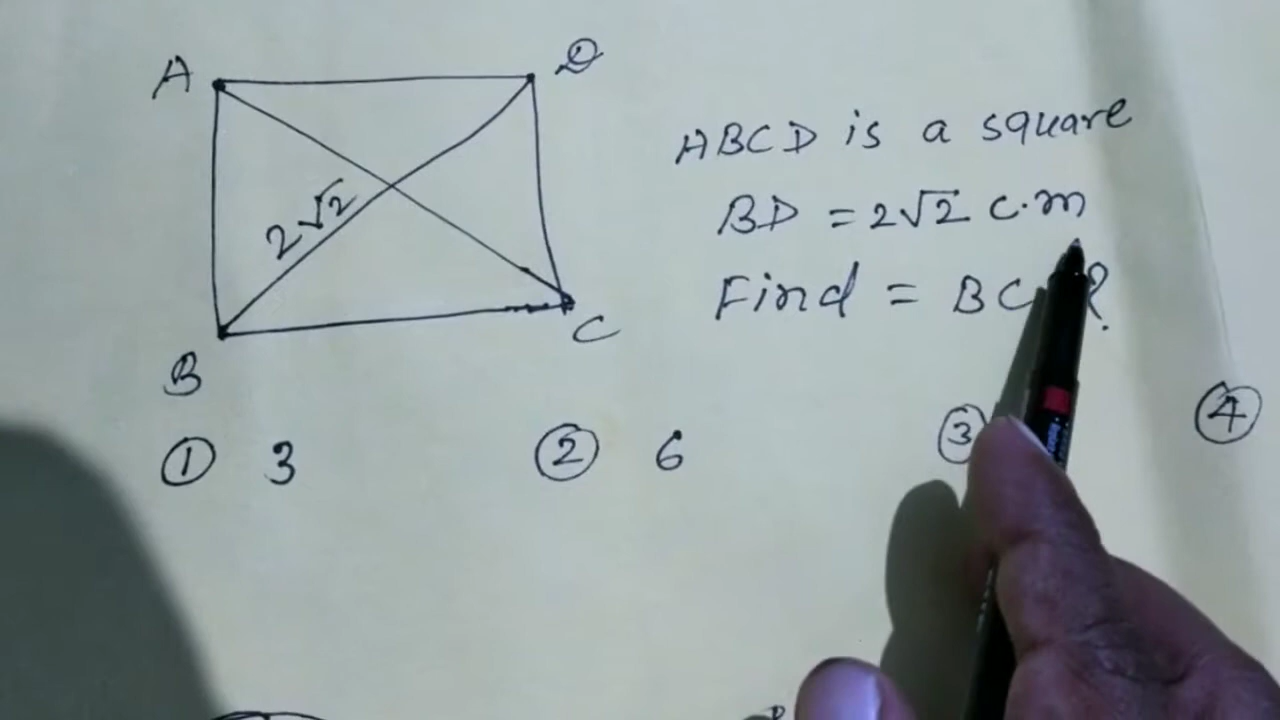 A D
ABCD is a square
2√2
BD = 2√2 c.m
Find = BC ?
C
B
① 3 ② 6 ③ ④